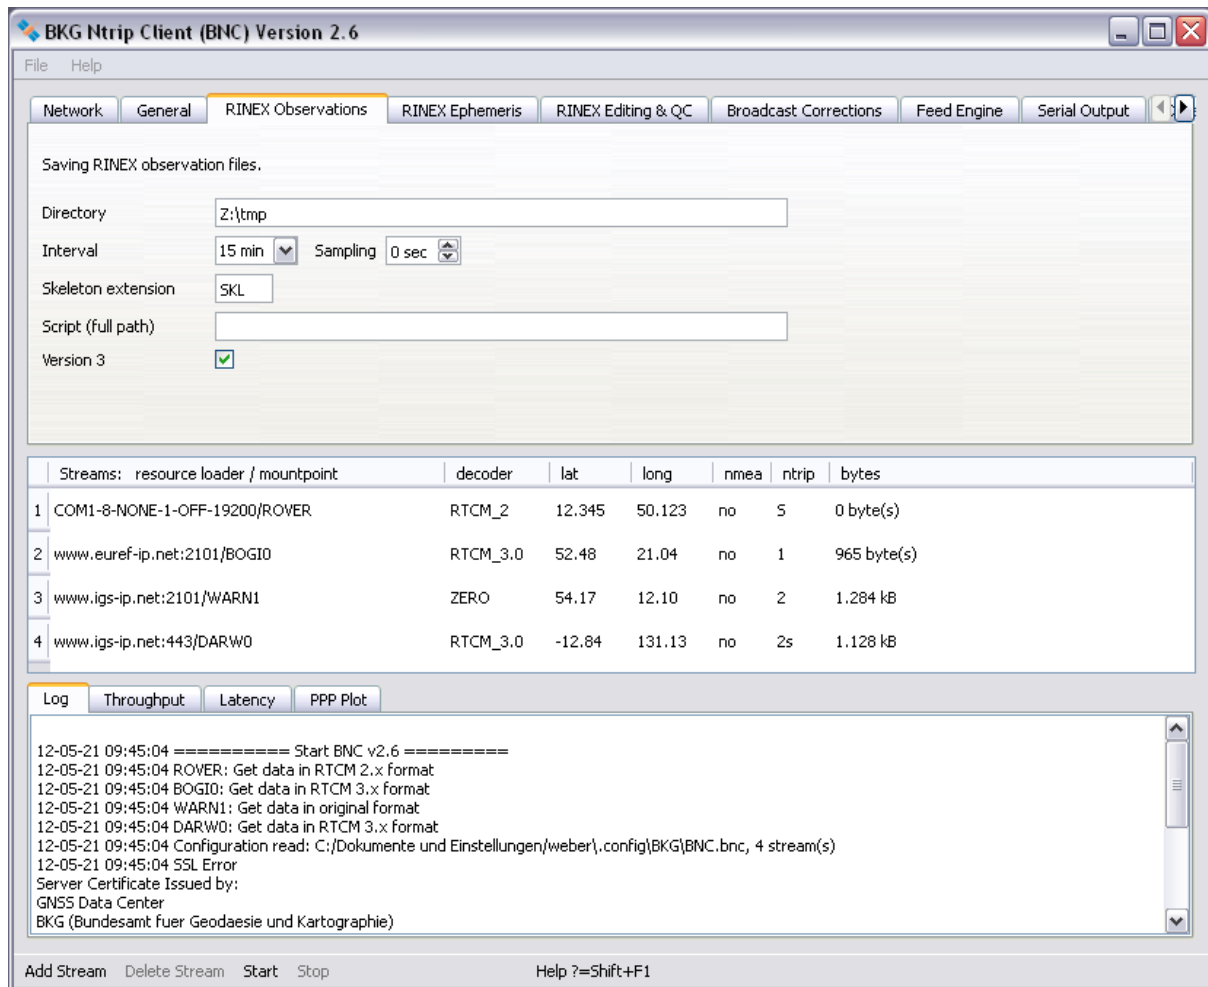 BKG Ntrip Client (BNC) Version 2.6
File Help
Network General RINEX Observations RINEX Ephemeris RINEX Editing & QC Broadcast Corrections Feed Engine Serial Output
Saving RINEX observation files.
Directory Z:\tmp
Interval 15 min Sampling 0 sec
Skeleton extension SKL
Script (full path)
Version 3
Streams: resource loader / mountpoint decoder lat long nmea ntrip bytes
1 COM1-8-NONE-1-OFF-19200/ROVER RTCM_2 12.345 50.123 no S 0 byte(s)
2 www.euref-ip.net:2101/BOGI0 RTCM_3.0 52.48 21.04 no 1 965 byte(s)
3 www.igs-ip.net:2101/WARN1 ZERO 54.17 12.10 no 2 1.284 kB
4 www.igs-ip.net:443/DARW0 RTCM_3.0 -12.84 131.13 no 2s 1.128 kB
Log Throughput Latency PPP Plot
12-05-21 09:45:04 ========== Start BNC v2.6 =========
12-05-21 09:45:04 ROVER: Get data in RTCM 2.x format
12-05-21 09:45:04 BOGI0: Get data in RTCM 3.x format
12-05-21 09:45:04 WARN1: Get data in original format
12-05-21 09:45:04 DARW0: Get data in RTCM 3.x format
12-05-21 09:45:04 Configuration read: C:/Dokumente und Einstellungen/weber\.config\BKG\BNC.bnc, 4 stream(s)
12-05-21 09:45:04 SSL Error
Server Certificate Issued by:
GNSS Data Center
BKG (Bundesamt fuer Geodaesie und Kartographie)
Add Stream Delete Stream Start Stop Help ?=Shift+F1